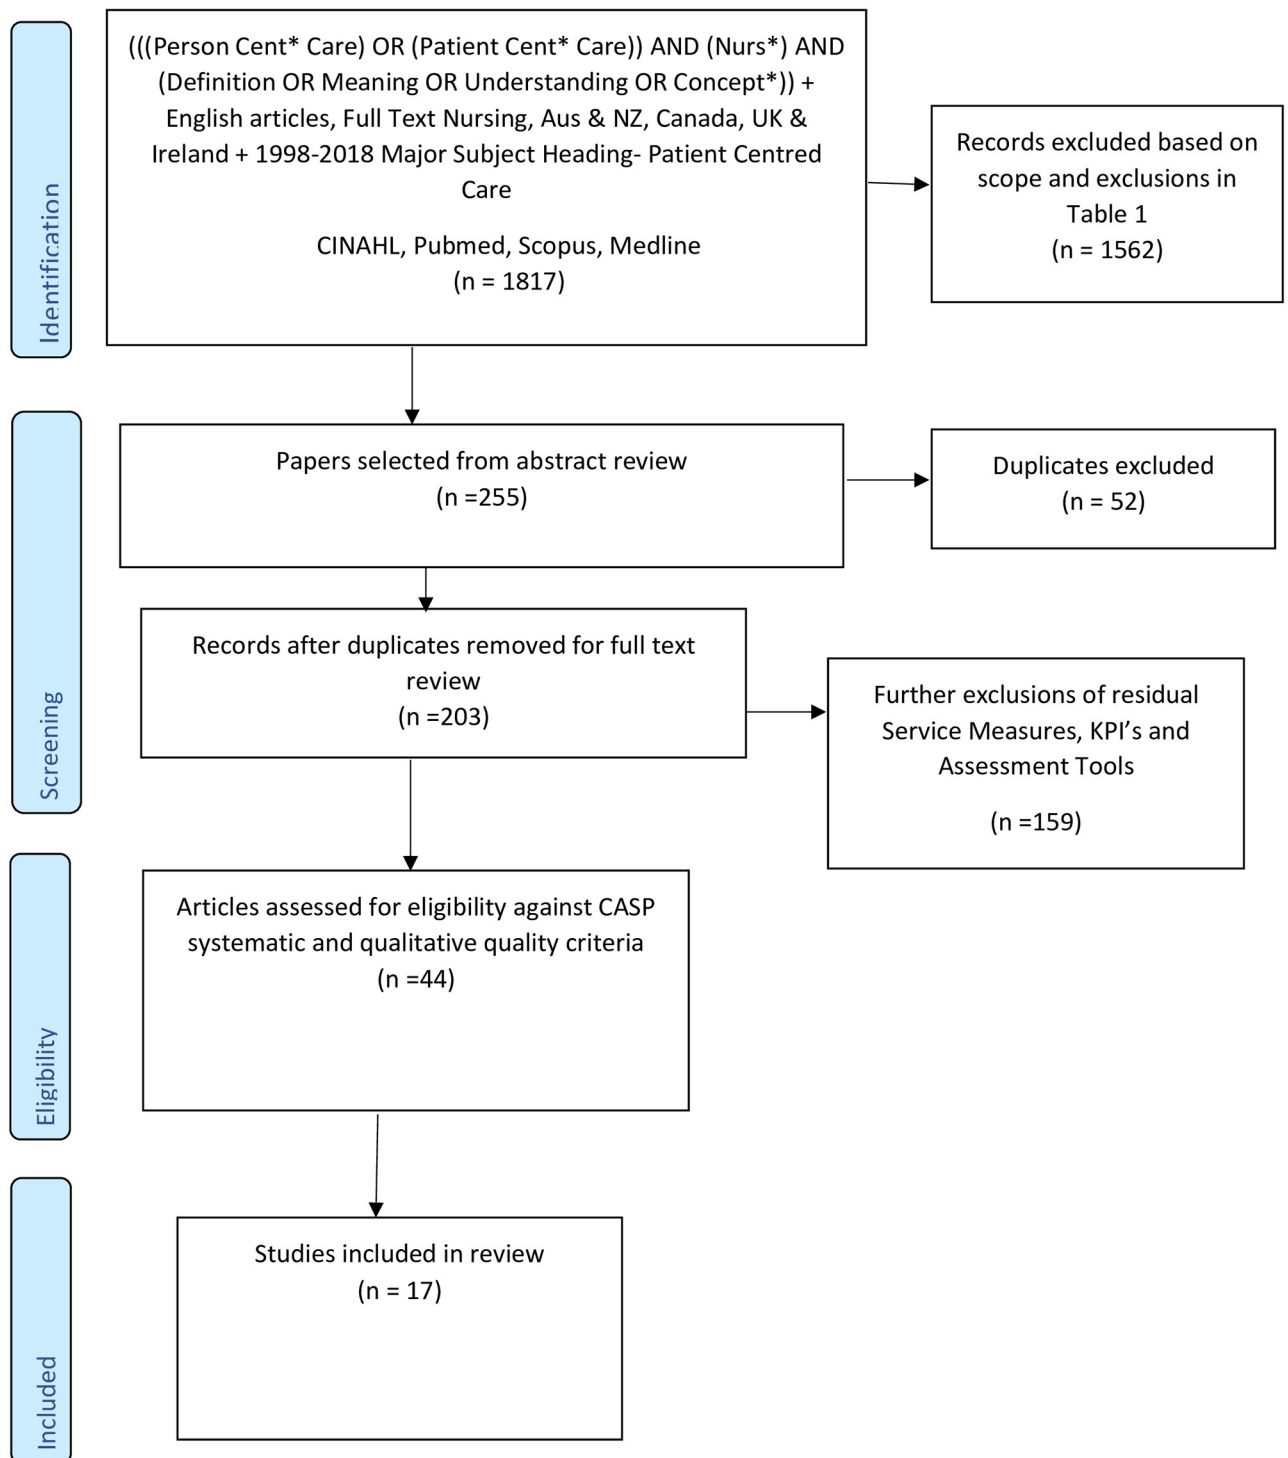 Identification
(((Person Cent* Care) OR (Patient Cent* Care)) AND (Nurs*) AND
(Definition OR Meaning OR Understanding OR Concept*)) +
English articles, Full Text Nursing, Aus & NZ, Canada, UK &
Ireland + 1998-2018 Major Subject Heading- Patient Centred
Care
CINAHL, Pubmed, Scopus, Medline
(n = 1817)
Records excluded based on
scope and exclusions in
Table 1
(n = 1562)
Screening
Papers selected from abstract review
(n =255)
Duplicates excluded
(n = 52)
Records after duplicates removed for full text
review
(n =203)
Further exclusions of residual
Service Measures, KPI’s and
Assessment Tools
(n =159)
Eligibility
Articles assessed for eligibility against CASP
systematic and qualitative quality criteria
(n =44)
Included
Studies included in review
(n = 17)